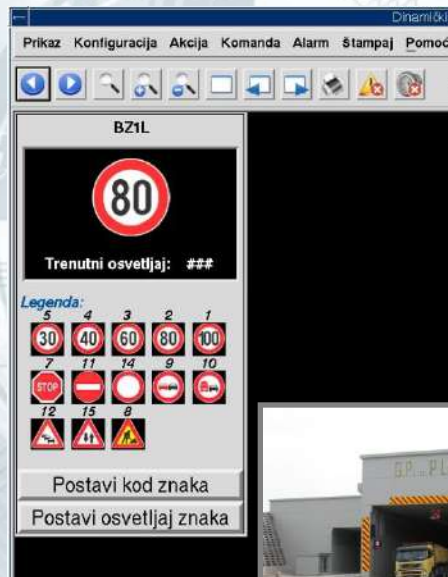 Dinamički
Prikaz Konfiguracija Akcija Komanda Alarm Štampaj Pomoć
BZ1L
80
Trenutni osvetljaj: ###
Legenda:
5 4 3 2 1
30 40 60 80 100
7 11 14 9 10
STOP
12 15 8
Postavi kod znaka
Postavi osvetljaj znaka
G.P.